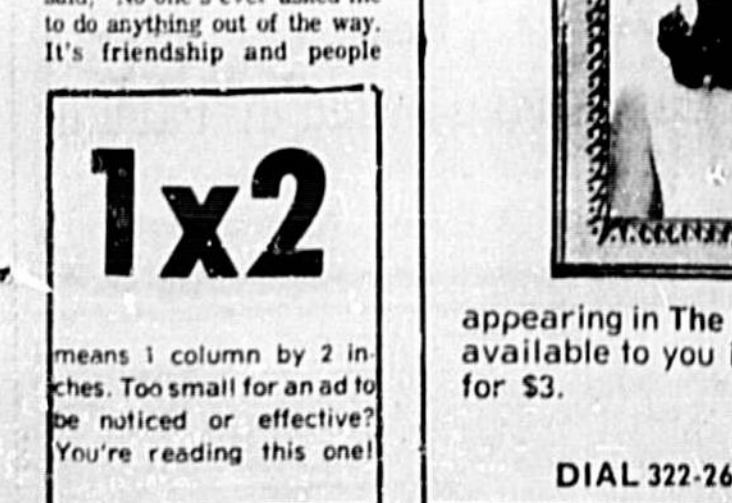 to do anything out of the way.
It's friendship and people
1x2
means 1 column by 2 in-
ches. Too small for an ad to
be noticed or effective?
You're reading this one!
appearing in The
available to you
for $3.
DIAL 322-26